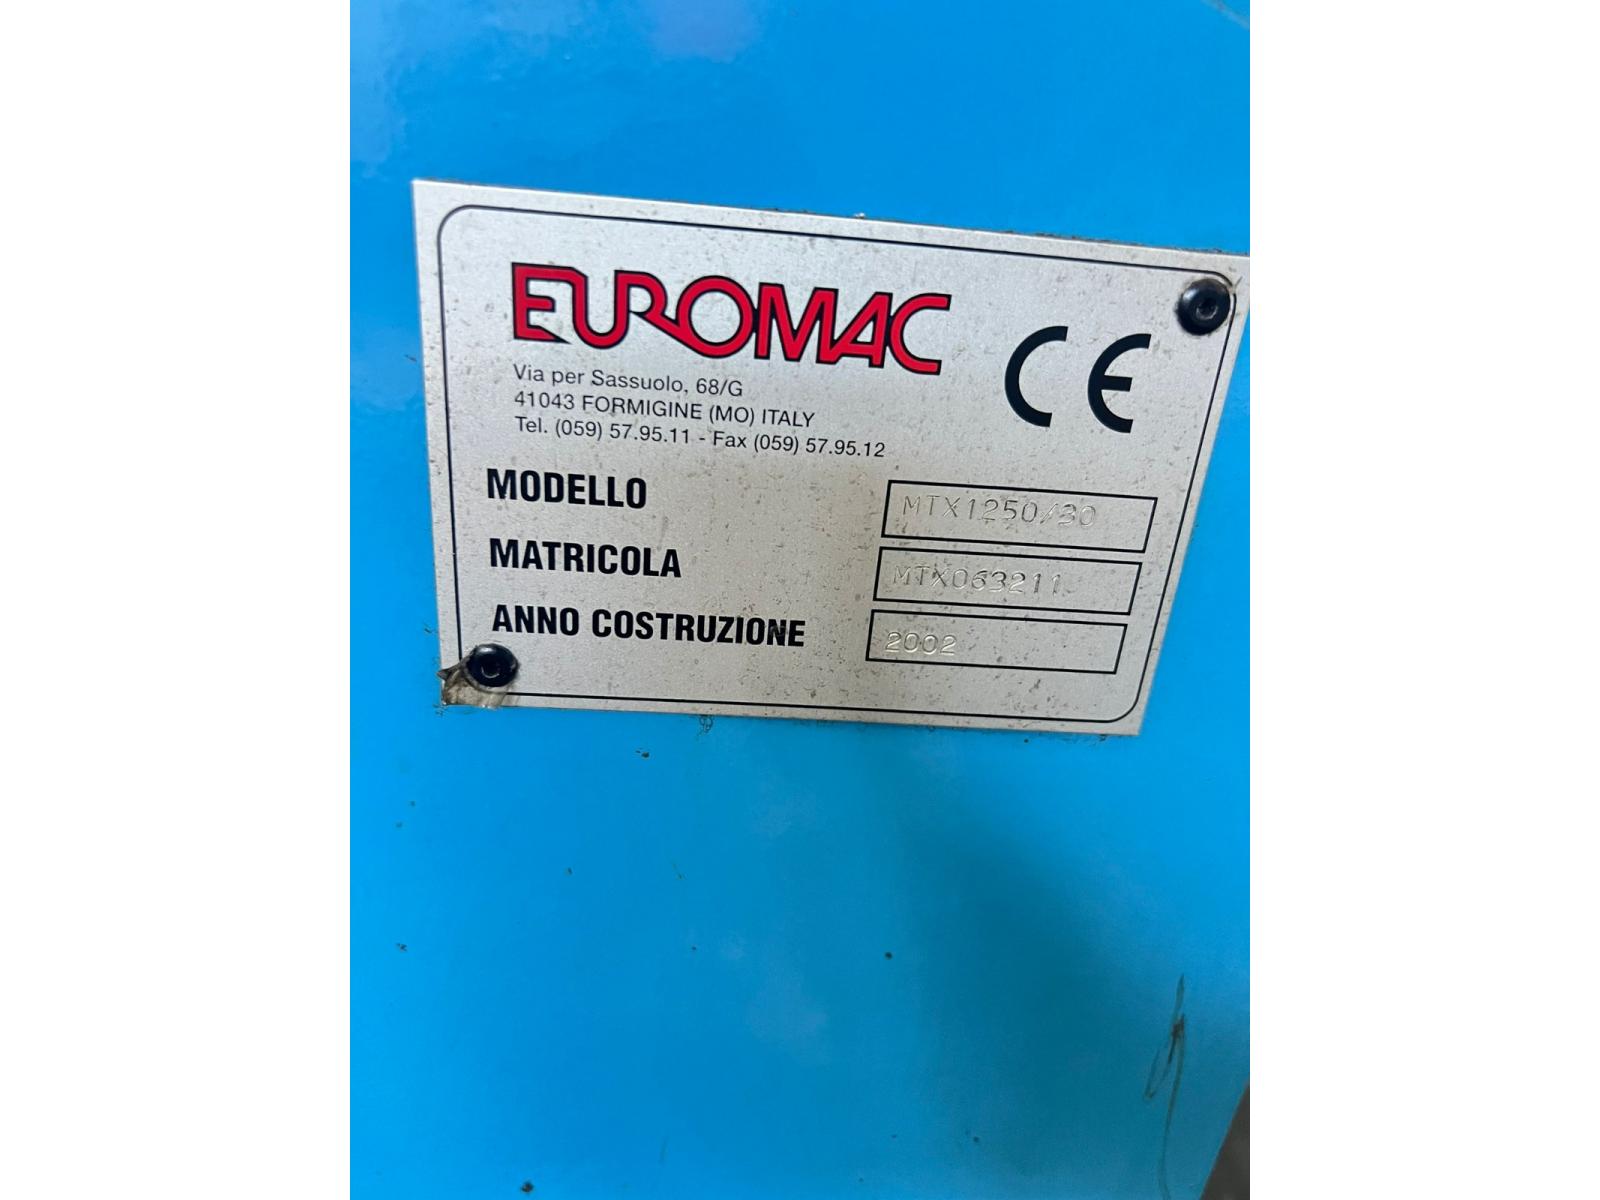 EUROMAC
CE
Via per Sassuolo, 68/G
41043 FORMIGINE (MO) ITALY
Tel. (059) 57.95.11 - Fax (059) 57.95.12
MODELLO MTX1250/30
MATRICOLA MTX063211
ANNO COSTRUZIONE 2002